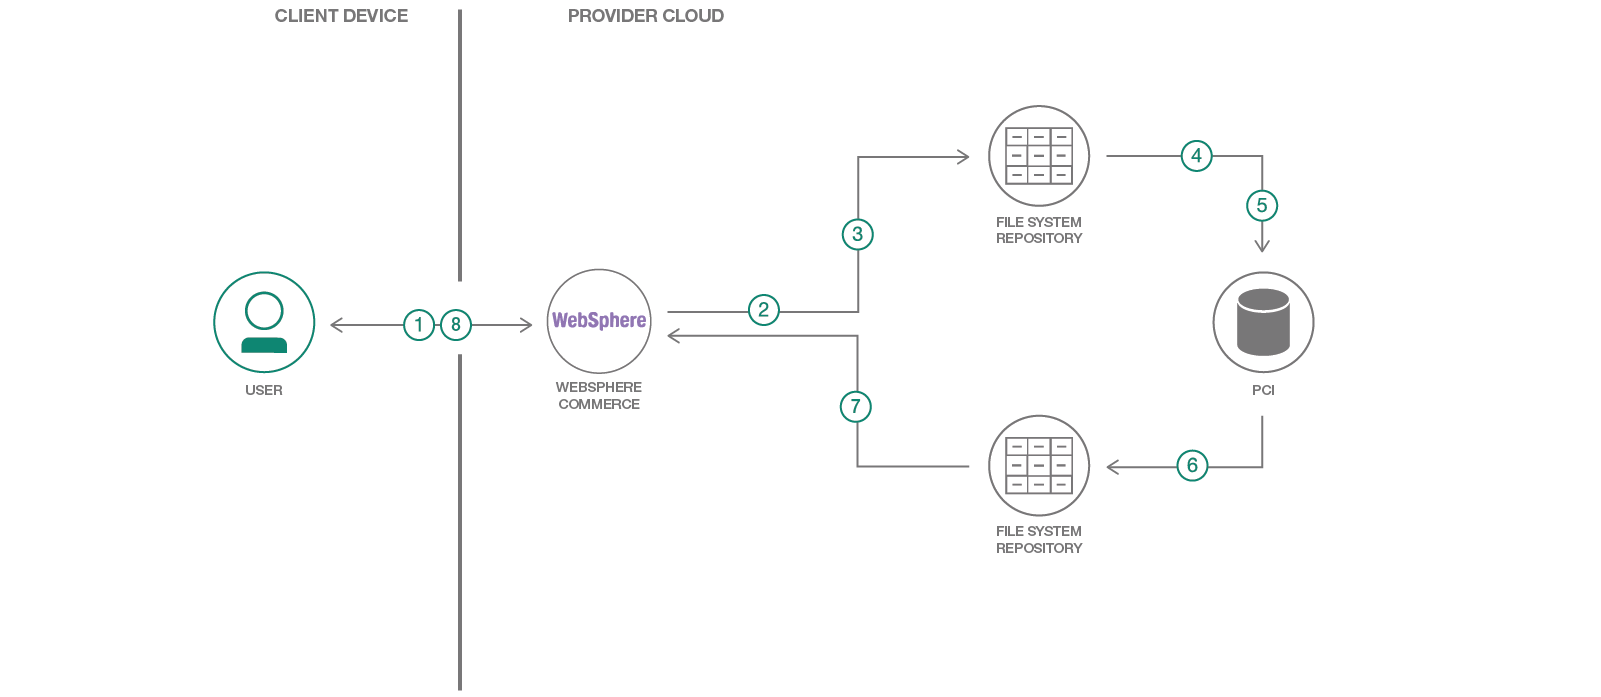 CLIENT DEVICE
PROVIDER CLOUD
4
FILE SYSTEM
REPOSITORY
5
3
2
1
8
WebSphere
USER
WEBSPHERE
COMMERCE
PCI
7
6
FILE SYSTEM
REPOSITORY